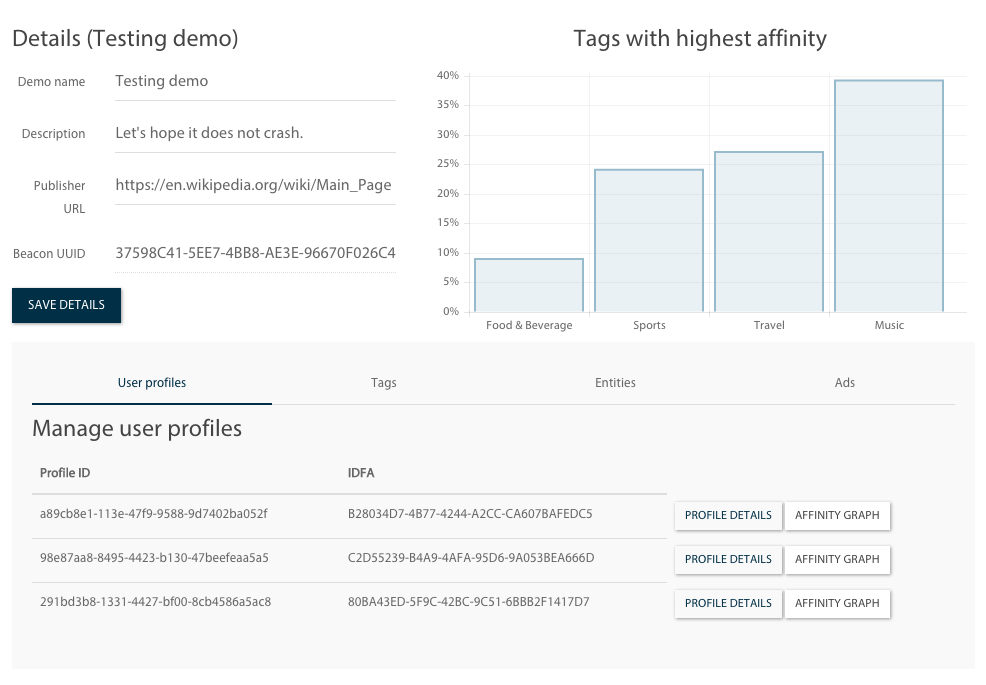 Details (Testing demo)
Demo name Testing demo
Description Let's hope it does not crash.
Publisher URL https://en.wikipedia.org/wiki/Main_Page
Beacon UUID 37598C41-5EE7-4BB8-AE3E-96670F026C4
SAVE DETAILS
Tags with highest affinity
40%
35%
30%
25%
20%
15%
10%
5%
0%
Food & Beverage Sports Travel Music
User profiles Tags Entities Ads
Manage user profiles
Profile ID IDFA
a89cb8e1-113e-47f9-9588-9d7402ba052f B28034D7-4B77-4244-A2CC-CA607BAFEDC5 PROFILE DETAILS AFFINITY GRAPH
98e87aa8-8495-4423-b130-47beefeaa5a5 C2D55239-B4A9-4AFA-95D6-9A053BEA666D PROFILE DETAILS AFFINITY GRAPH
291bd3b8-1331-4427-bf00-8cb4586a5ac8 80BA43ED-5F9C-42BC-9C51-6BBB2F1417D7 PROFILE DETAILS AFFINITY GRAPH